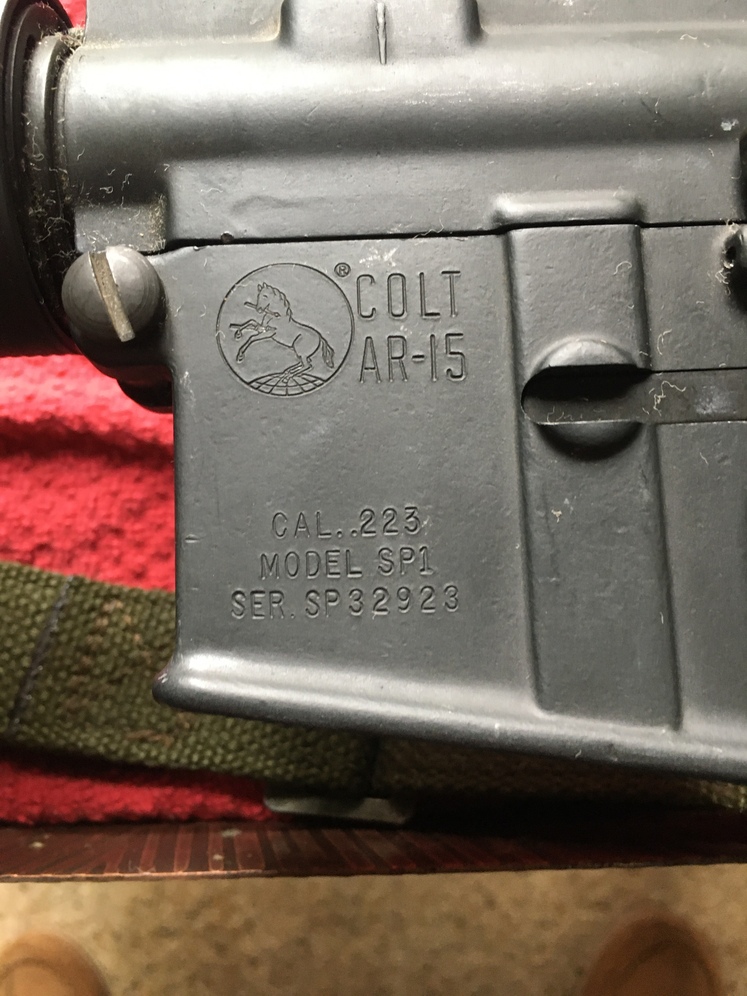 ® COLT
AR-15
CAL..223
MODEL SP1
SER. SP32923